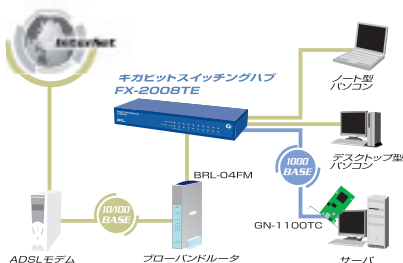 InterNet
ギガビットスイッチングハブ
FX-2008TE
ノート型
パソコン
デスクトップ型
パソコン
BRL-04FM
1000
BASE
10/100
BASE
GN-1100TC
ADSLモデム
ブローバンドルータ
サーバ